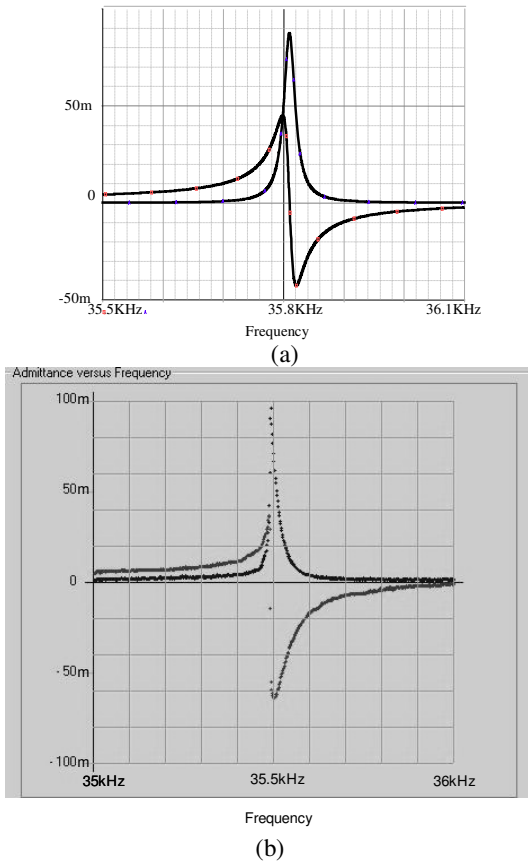 50m
0
-50m
35.5KHz
35.8KHz
36.1KHz
Frequency
(a)
Admittance versus Frequency
100m
50m
0
- 50m
- 100m
35kHz
35.5kHz
36kHz
Frequency
(b)